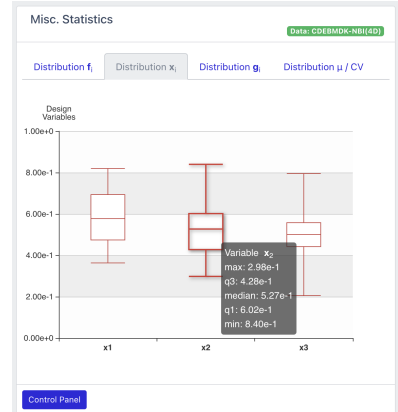 Misc. Statistics
Data: CDEBMDK-NBI(4D)
Distribution fi
Distribution xi
Distribution gi
Distribution μ / CV
Design
Variables
1.00e+0
8.00e-1
6.00e-1
4.00e-1
2.00e-1
0.00e+0
Variable x2
max: 2.98e-1
q3: 4.28e-1
median: 5.27e-1
q1: 6.02e-1
min: 8.40e-1
x1
x2
x3
Control Panel